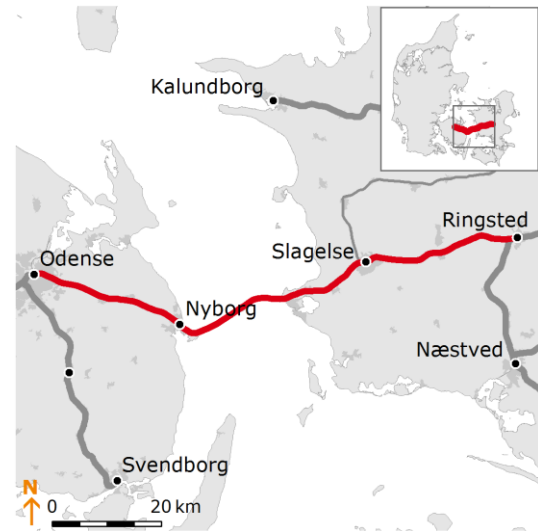 Kalundborg
Ringsted
Slagelse
Odense
Nyborg
Næstved
Svendborg
N
0 20 km